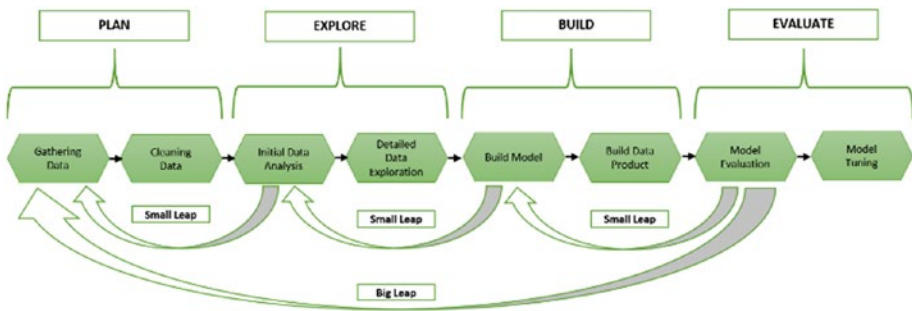 PLAN
EXPLORE
BUILD
EVALUATE
Gathering
Data
Cleaning
Data
Initial Data
Analysis
Detailed
Data
Exploration
Build Model
Build Data
Product
Model
Evaluation
Model
Tuning
Small Leap
Small Leap
Small Leap
Big Leap